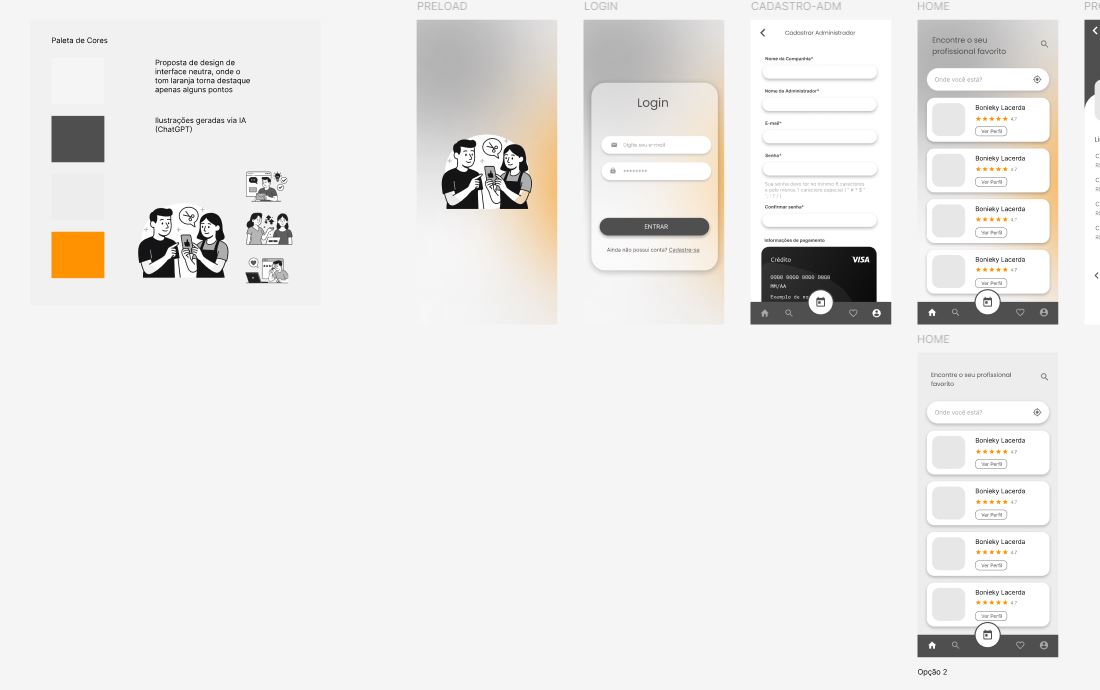 Paleta de Cores
Proposta de design de
interface neutra, onde o
tom laranja torna destaque
apenas alguns pontos
Ilustrações geradas via IA
(ChatGPT)
PRELOAD
LOGIN
Login
Digite seu e-mail
ENTRAR
Ainda não possui conta? Cadastre-se
CADASTRO-ADM
Cadastrar Administrador
Nome da Companhia*
Nome do Administrador*
E-mail*
Senha*
Sua senha deve ter no mínimo 8 caracteres
e pelo menos 1 caractere especial
Confirmar senha*
Informações de pagamento
Crédito
VISA
0000 0000 0000 0000
MM/AA
Exemplo de
HOME
Encontre o seu
profissional favorito
Onde você está?
Bonieky Lacerda
4.7
Ver Perfil
Bonieky Lacerda
4.7
Ver Perfil
Bonieky Lacerda
4.7
Ver Perfil
Bonieky Lacerda
4.7
Ver Perfil
HOME
Encontre o seu profissional
favorito
Onde você está?
Bonieky Lacerda
4.7
Ver Perfil
Bonieky Lacerda
4.7
Ver Perfil
Bonieky Lacerda
4.7
Ver Perfil
Bonieky Lacerda
4.7
Ver Perfil
Opção 2